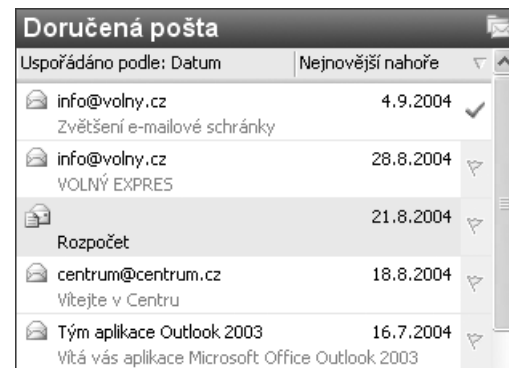 Doručená pošta
Uspořádáno podle: Datum Nejnovější nahoře
info@volny.cz 4.9.2004
Zvětšení e-mailové schránky
info@volny.cz 28.8.2004
VOLNÝ EXPRES
21.8.2004
Rozpočet
centrum@centrum.cz 18.8.2004
Vítejte v Centru
Tým aplikace Outlook 2003 16.7.2004
Vítá vás aplikace Microsoft Office Outlook 2003